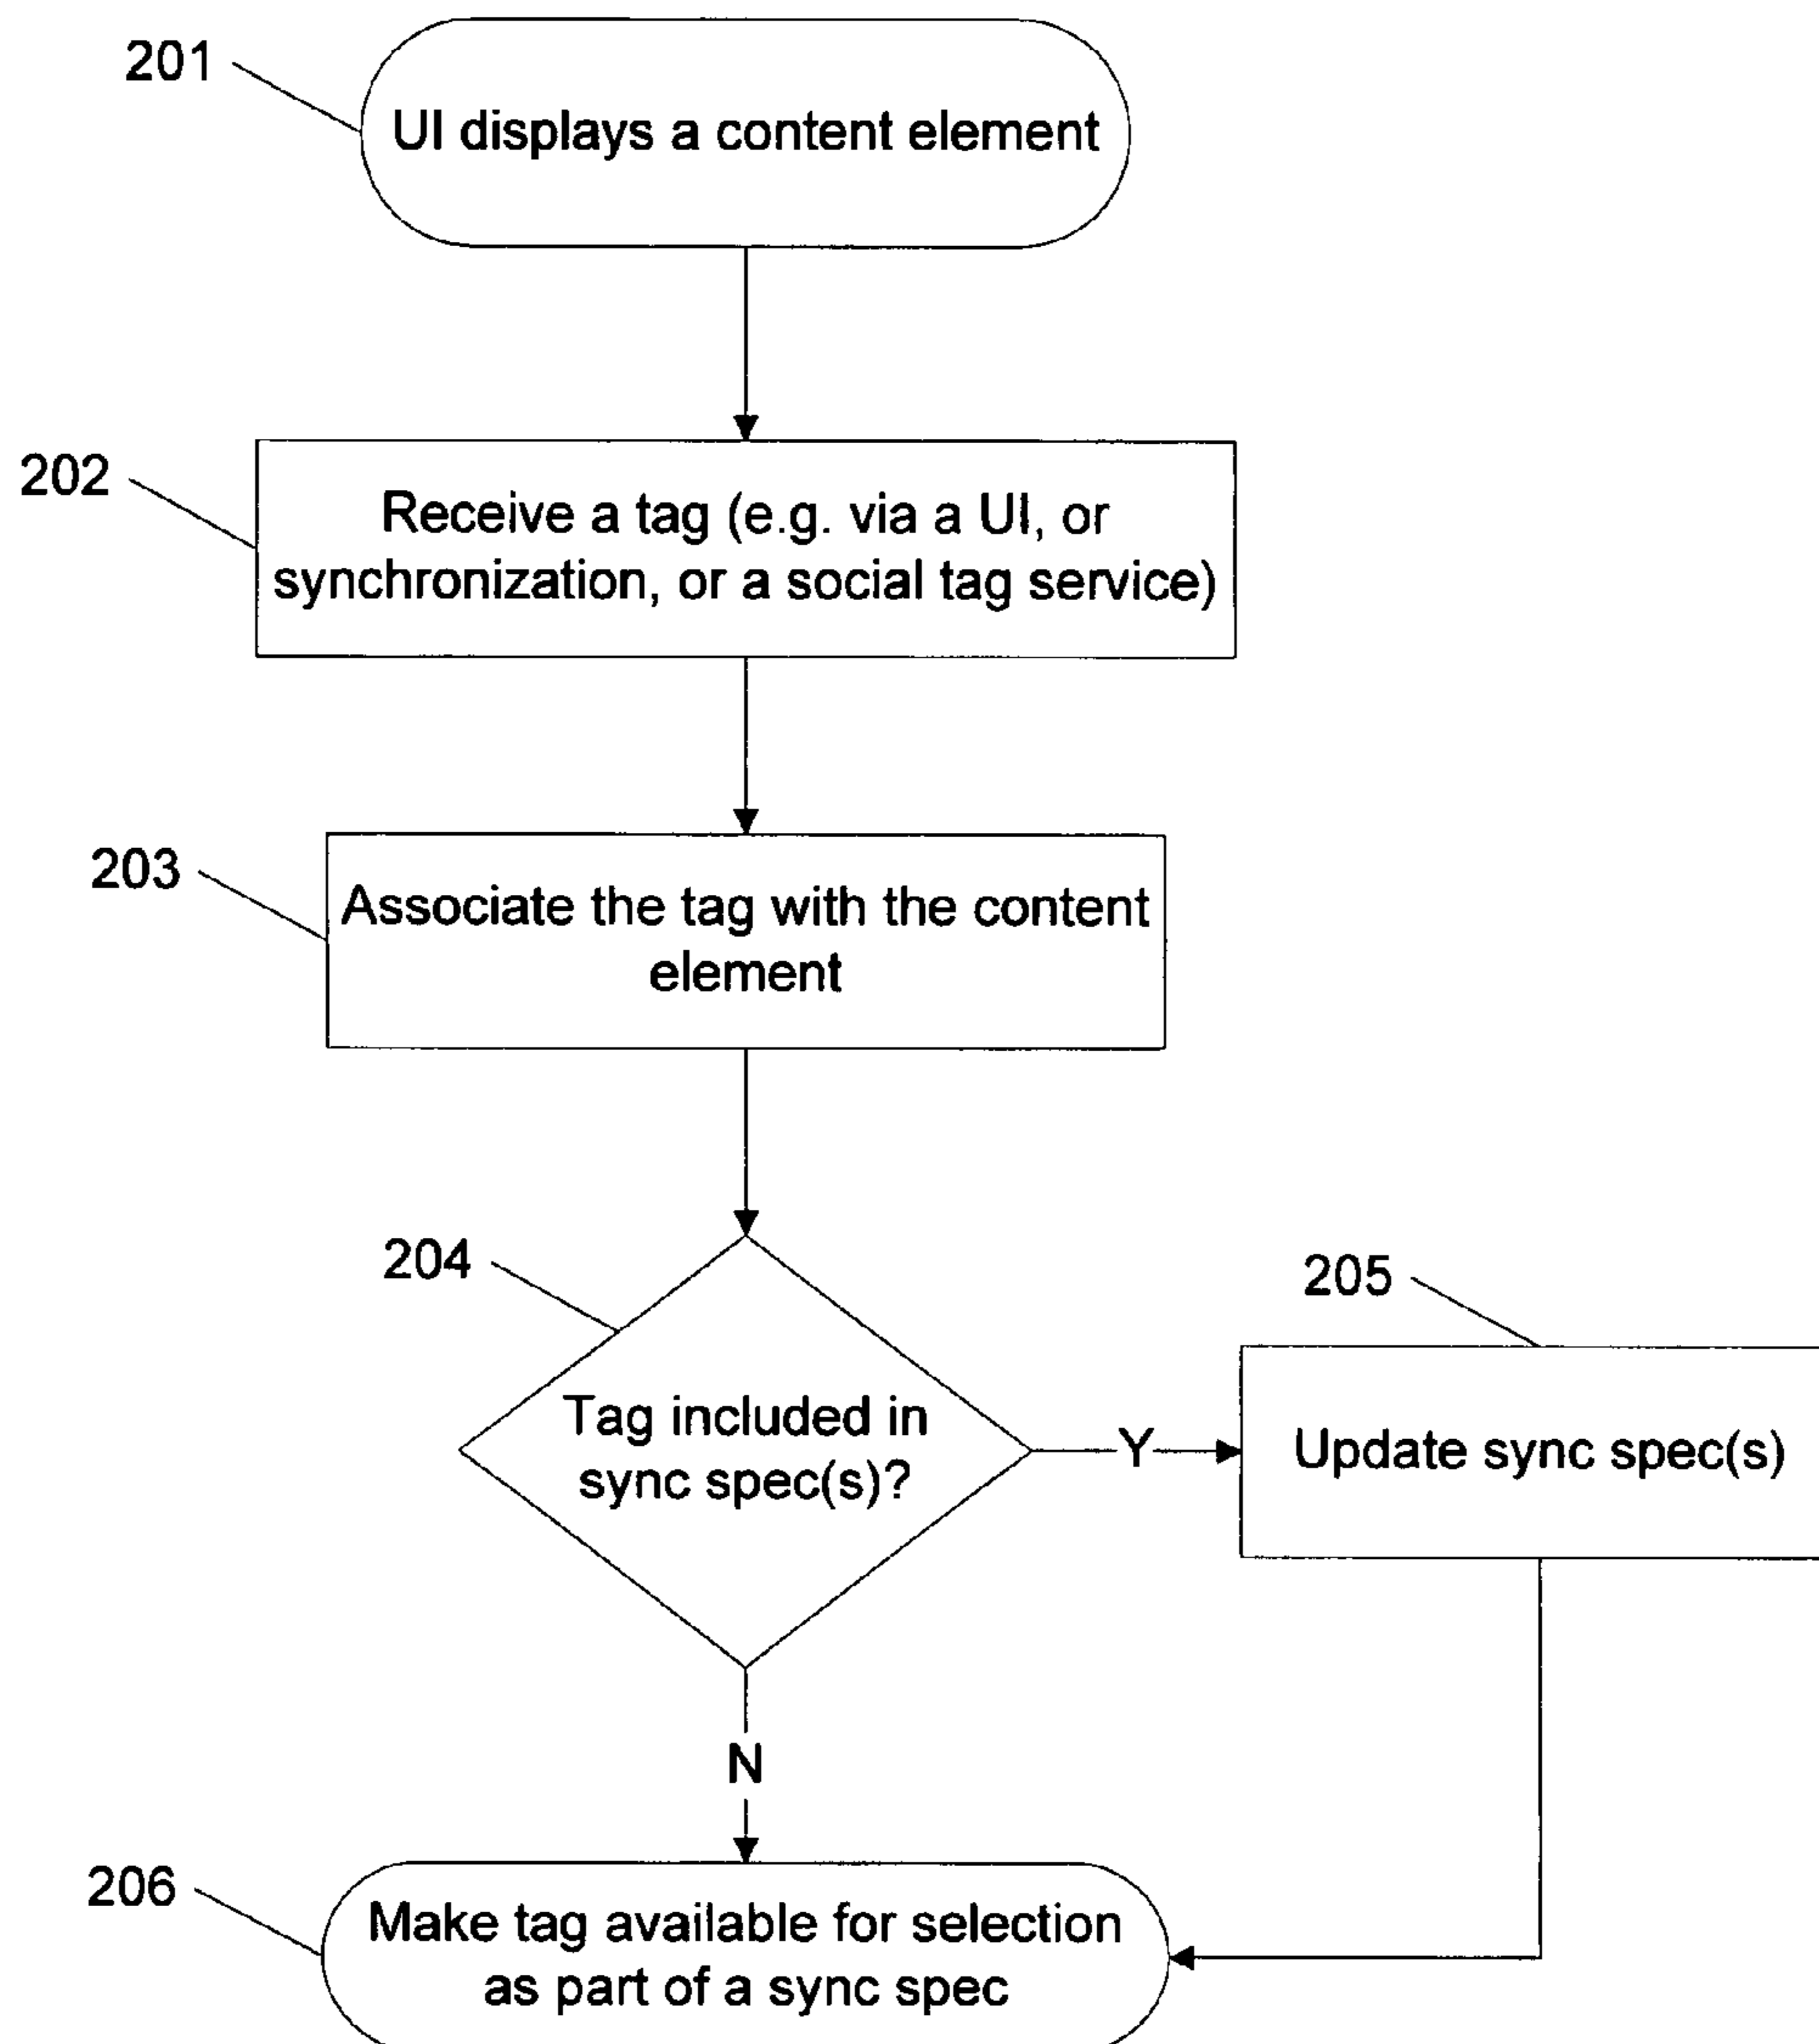 201
UI displays a content element
202
Receive a tag (e.g. via a UI, or
synchronization, or a social tag service)
203
Associate the tag with the content
element
204
205
Tag included in
sync spec(s)?
Y
Update sync spec(s)
N
206
Make tag available for selection
as part of a sync spec